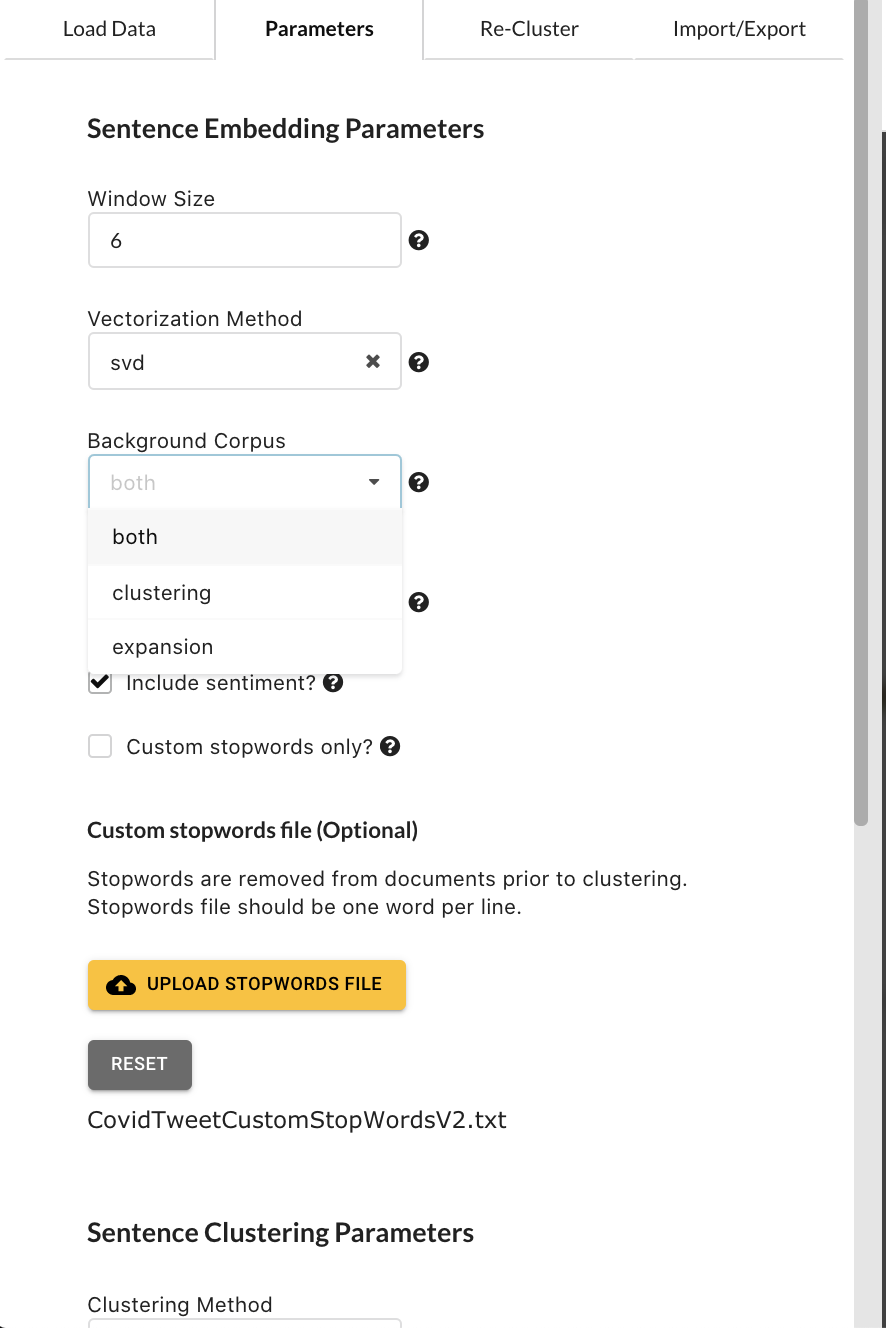 Load Data
Parameters
Re-Cluster
Import/Export
Sentence Embedding Parameters
Window Size
6
Vectorization Method
svd
Background Corpus
both
both
clustering
expansion
Include sentiment?
Custom stopwords only?
Custom stopwords file (Optional)
Stopwords are removed from documents prior to clustering.
Stopwords file should be one word per line.
UPLOAD STOPWORDS FILE
RESET
CovidTweetCustomStopWordsV2.txt
Sentence Clustering Parameters
Clustering Method